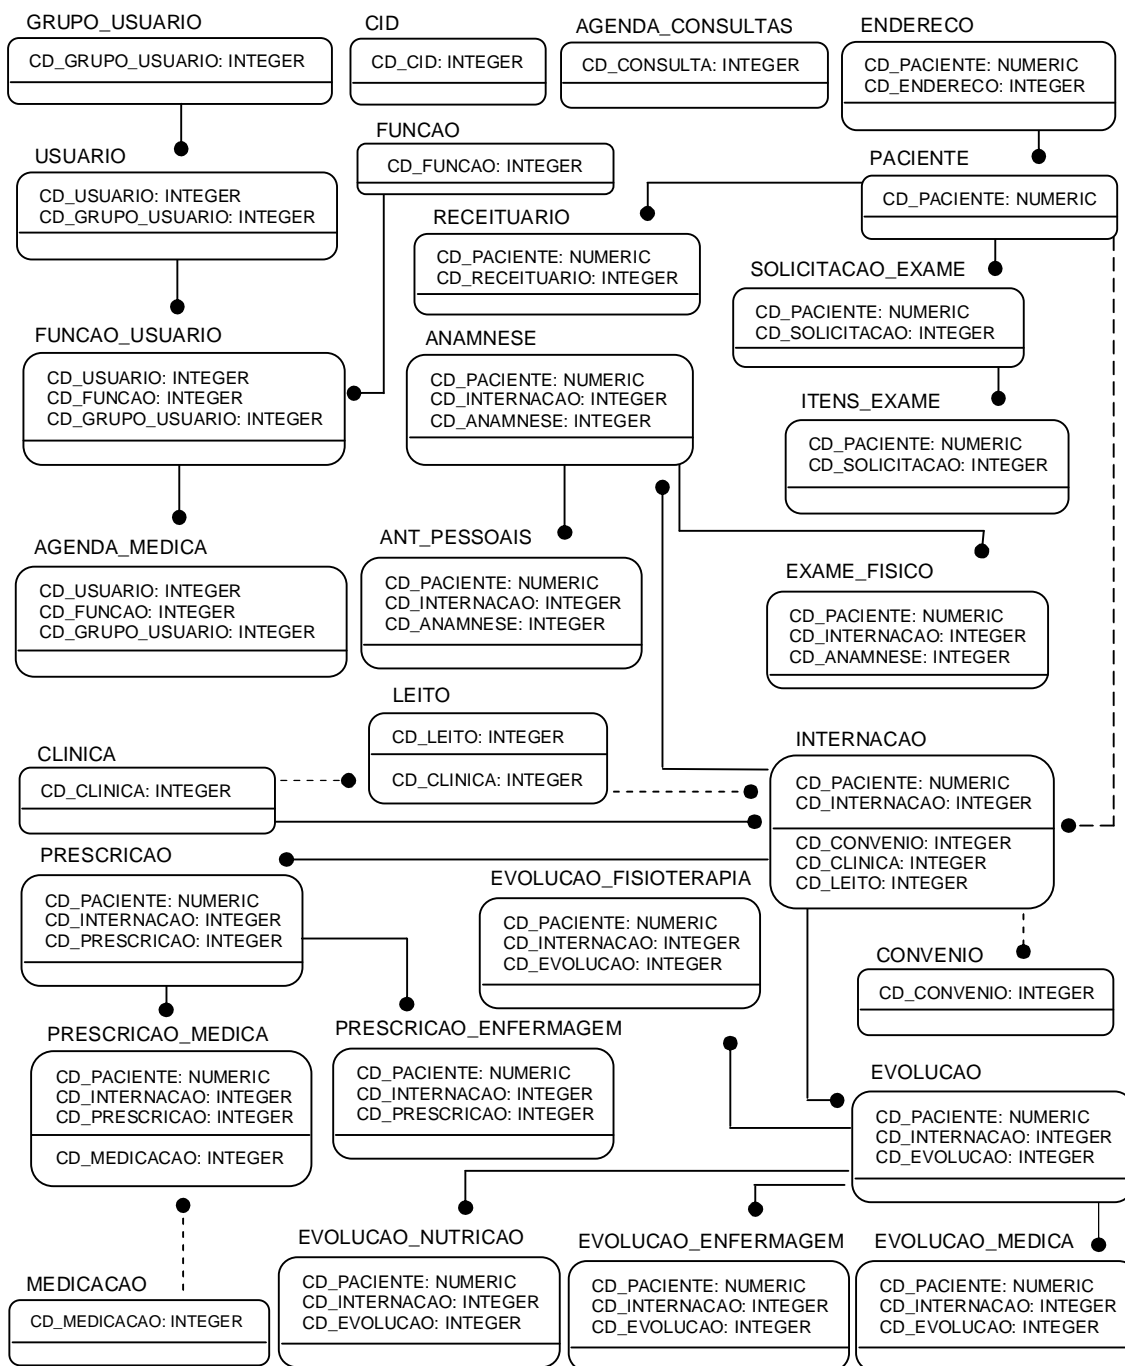 GRUPO_USUARIO
CD_GRUPO_USUARIO: INTEGER
CID
CD_CID: INTEGER
AGENDA_CONSULTAS
CD_CONSULTA: INTEGER
ENDERECO
CD_PACIENTE: NUMERIC
CD_ENDERECO: INTEGER
USUARIO
CD_USUARIO: INTEGER
CD_GRUPO_USUARIO: INTEGER
FUNCAO
CD_FUNCAO: INTEGER
PACIENTE
CD_PACIENTE: NUMERIC
RECEITUARIO
CD_PACIENTE: NUMERIC
CD_RECEITUARIO: INTEGER
SOLICITACAO_EXAME
CD_PACIENTE: NUMERIC
CD_SOLICITACAO: INTEGER
FUNCAO_USUARIO
CD_USUARIO: INTEGER
CD_FUNCAO: INTEGER
CD_GRUPO_USUARIO: INTEGER
ANAMNESE
CD_PACIENTE: NUMERIC
CD_INTERNACAO: INTEGER
CD_ANAMNESE: INTEGER
ITENS_EXAME
CD_PACIENTE: NUMERIC
CD_SOLICITACAO: INTEGER
AGENDA_MEDICA
CD_USUARIO: INTEGER
CD_FUNCAO: INTEGER
CD_GRUPO_USUARIO: INTEGER
ANT_PESSOAIS
CD_PACIENTE: NUMERIC
CD_INTERNACAO: INTEGER
CD_ANAMNESE: INTEGER
EXAME_FISICO
CD_PACIENTE: NUMERIC
CD_INTERNACAO: INTEGER
CD_ANAMNESE: INTEGER
LEITO
CD_LEITO: INTEGER
CD_CLINICA: INTEGER
CLINICA
CD_CLINICA: INTEGER
INTERNACAO
CD_PACIENTE: NUMERIC
CD_INTERNACAO: INTEGER
CD_CONVENIO: INTEGER
CD_CLINICA: INTEGER
CD_LEITO: INTEGER
PRESCRICAO
CD_PACIENTE: NUMERIC
CD_INTERNACAO: INTEGER
CD_PRESCRICAO: INTEGER
EVOLUCAO_FISIOTERAPIA
CD_PACIENTE: NUMERIC
CD_INTERNACAO: INTEGER
CD_EVOLUCAO: INTEGER
CONVENIO
CD_CONVENIO: INTEGER
PRESCRICAO_MEDICA
CD_PACIENTE: NUMERIC
CD_INTERNACAO: INTEGER
CD_PRESCRICAO: INTEGER
CD_MEDICACAO: INTEGER
PRESCRICAO_ENFERMAGEM
CD_PACIENTE: NUMERIC
CD_INTERNACAO: INTEGER
CD_PRESCRICAO: INTEGER
EVOLUCAO
CD_PACIENTE: NUMERIC
CD_INTERNACAO: INTEGER
CD_EVOLUCAO: INTEGER
MEDICACAO
CD_MEDICACAO: INTEGER
EVOLUCAO_NUTRICAO
CD_PACIENTE: NUMERIC
CD_INTERNACAO: INTEGER
CD_EVOLUCAO: INTEGER
EVOLUCAO_ENFERMAGEM
CD_PACIENTE: NUMERIC
CD_INTERNACAO: INTEGER
CD_EVOLUCAO: INTEGER
EVOLUCAO_MEDICA
CD_PACIENTE: NUMERIC
CD_INTERNACAO: INTEGER
CD_EVOLUCAO: INTEGER